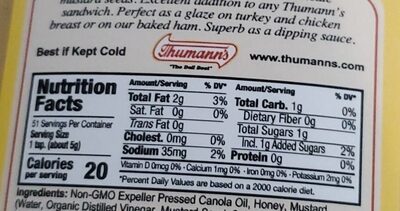 mustard seeds. Excellent addition to any Thumann's
sandwich. Perfect as a glaze on turkey and chicken
breast or on our baked ham. Superb as a dipping sauce.
Best if Kept Cold
Thumann's
"The Deli Best"
www.thumanns.com
Nutrition
Facts
51 Servings Per Container
Serving Size
1 tsp. (about 5g)
Calories
per Serving 20
Amount/Serving % DV*
Total Fat 2g 3%
Sat. Fat 0g 0%
Trans Fat 0g
Cholest. 0mg 0%
Sodium 35mg 2%
Amount/Serving % DV*
Total Carb. 1g 0%
Dietary Fiber 0g 0%
Total Sugars 1g
Incl. 1g Added Sugars 2%
Protein 0g 0%
Vitamin D 0mcg 0% • Calcium 1mg 0% • Iron 0mg 0% • Potassium 2mg 0%
*Percent Daily Values are based on a 2000 calorie diet.
Ingredients: Non-GMO Expeller Pressed Canola Oil, Honey, Mustard
(Water, Organic Distilled Vinegar, Mustard